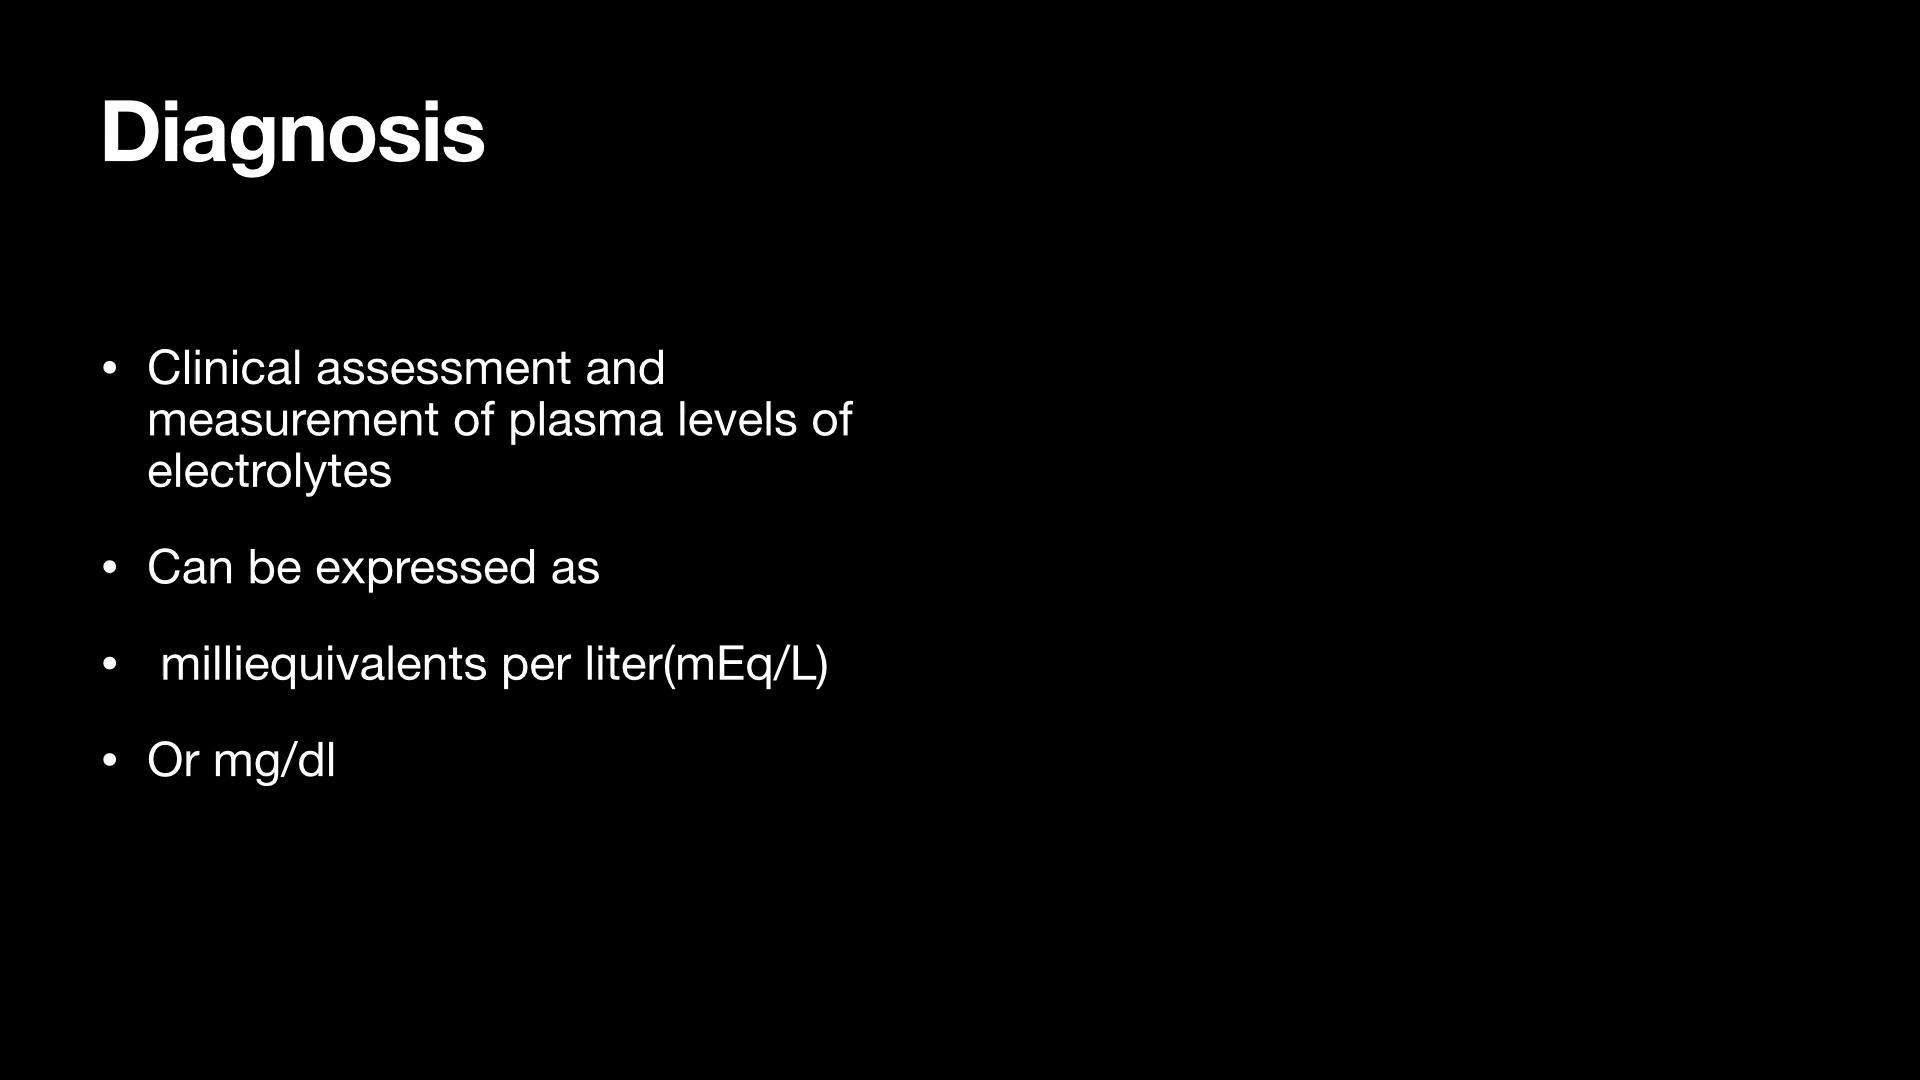 Diagnosis
• Clinical assessment and
measurement of plasma levels of
electrolytes
• Can be expressed as
• milliequivalents per liter(mEq/L)
• Or mg/dl